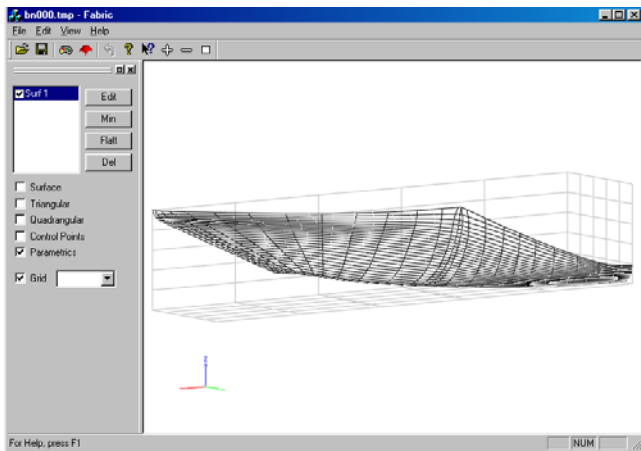 bn000.tmp - Fabric
File Edit View Help
Surf 1
Edit
Min
Flatt
Del
Surface
Triangular
Quadrangular
Control Points
Parametrics
Grid
Z
For Help, press F1
NUM